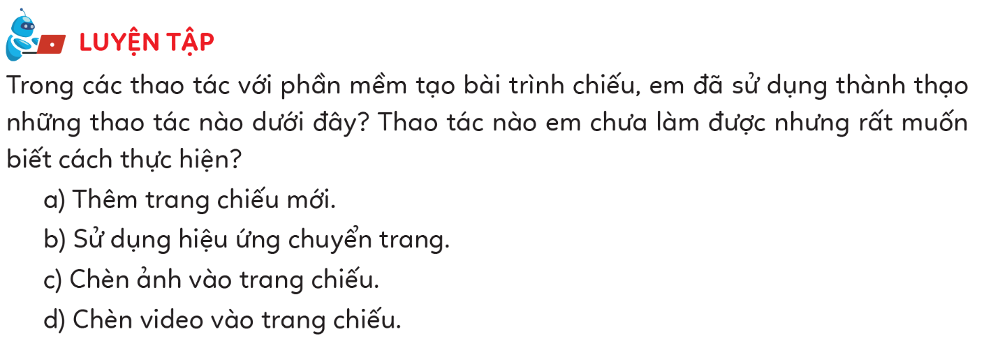 LUYỆN TẬP
Trong các thao tác với phần mềm tạo bài trình chiếu, em đã sử dụng thành thạo
những thao tác nào dưới đây? Thao tác nào em chưa làm được nhưng rất muốn
biết cách thực hiện?
a) Thêm trang chiếu mới.
b) Sử dụng hiệu ứng chuyển trang.
c) Chèn ảnh vào trang chiếu.
d) Chèn video vào trang chiếu.